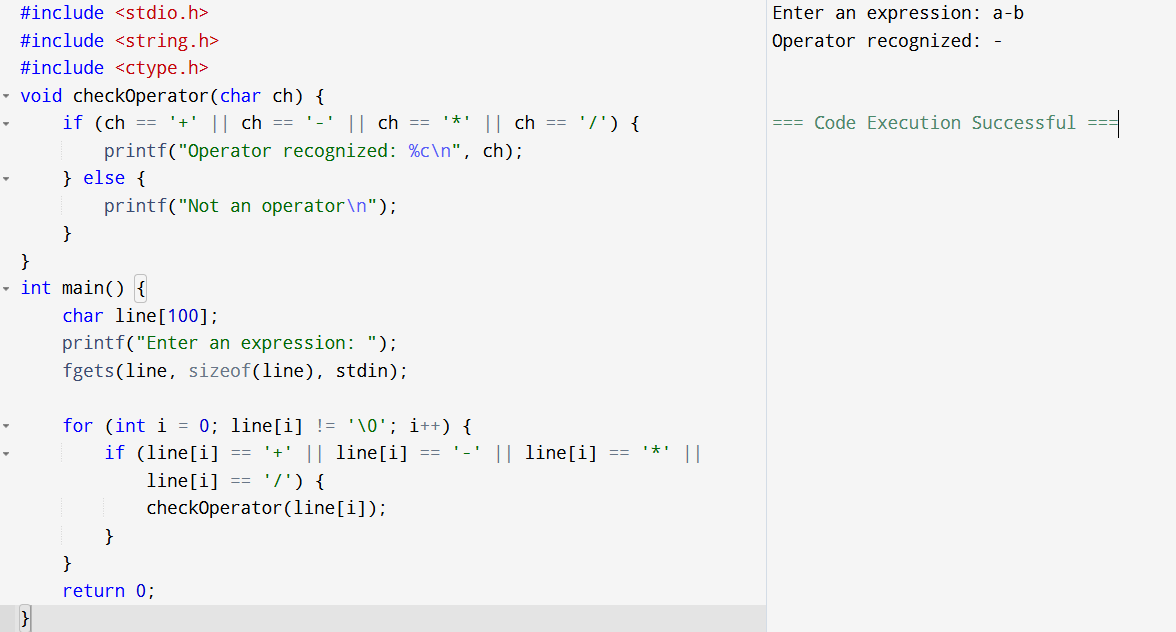 #include <stdio.h>
#include <string.h>
#include <ctype.h>
void checkOperator(char ch) {
    if (ch == '+' || ch == '-' || ch == '*' || ch == '/') {
        printf("Operator recognized: %c\n", ch);
    } else {
        printf("Not an operator\n");
    }
}
int main() {
    char line[100];
    printf("Enter an expression: ");
    fgets(line, sizeof(line), stdin);

    for (int i = 0; line[i] != '\0'; i++) {
        if (line[i] == '+' || line[i] == '-' || line[i] == '*' ||
            line[i] == '/') {
            checkOperator(line[i]);
        }
    }
    return 0;
}
Enter an expression: a-b
Operator recognized: -
=== Code Execution Successful ===